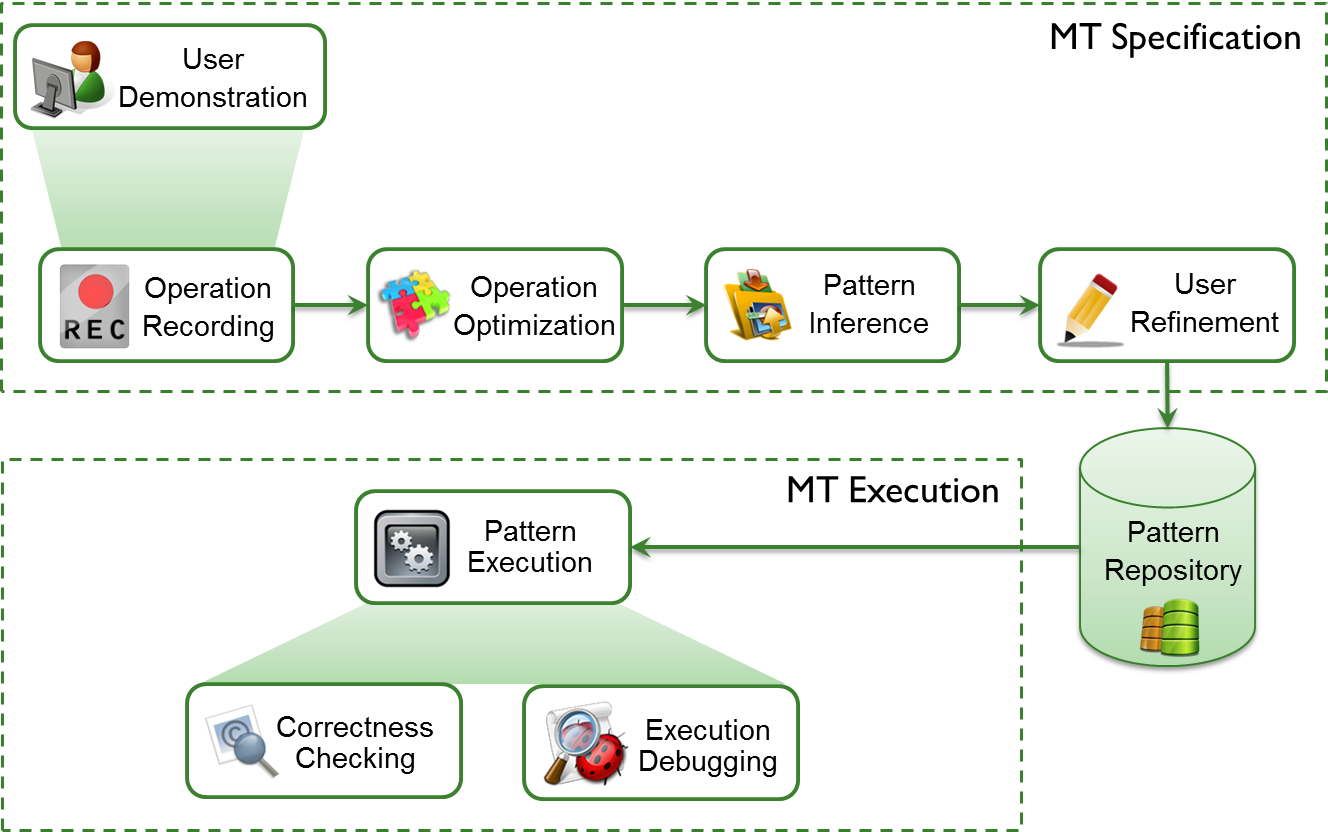 MT Specification
User
Demonstration
REC
Operation
Recording
Operation
Optimization
Pattern
Inference
User
Refinement
MT Execution
Pattern
Execution
Pattern
Repository
C
Correctness
Checking
Execution
Debugging